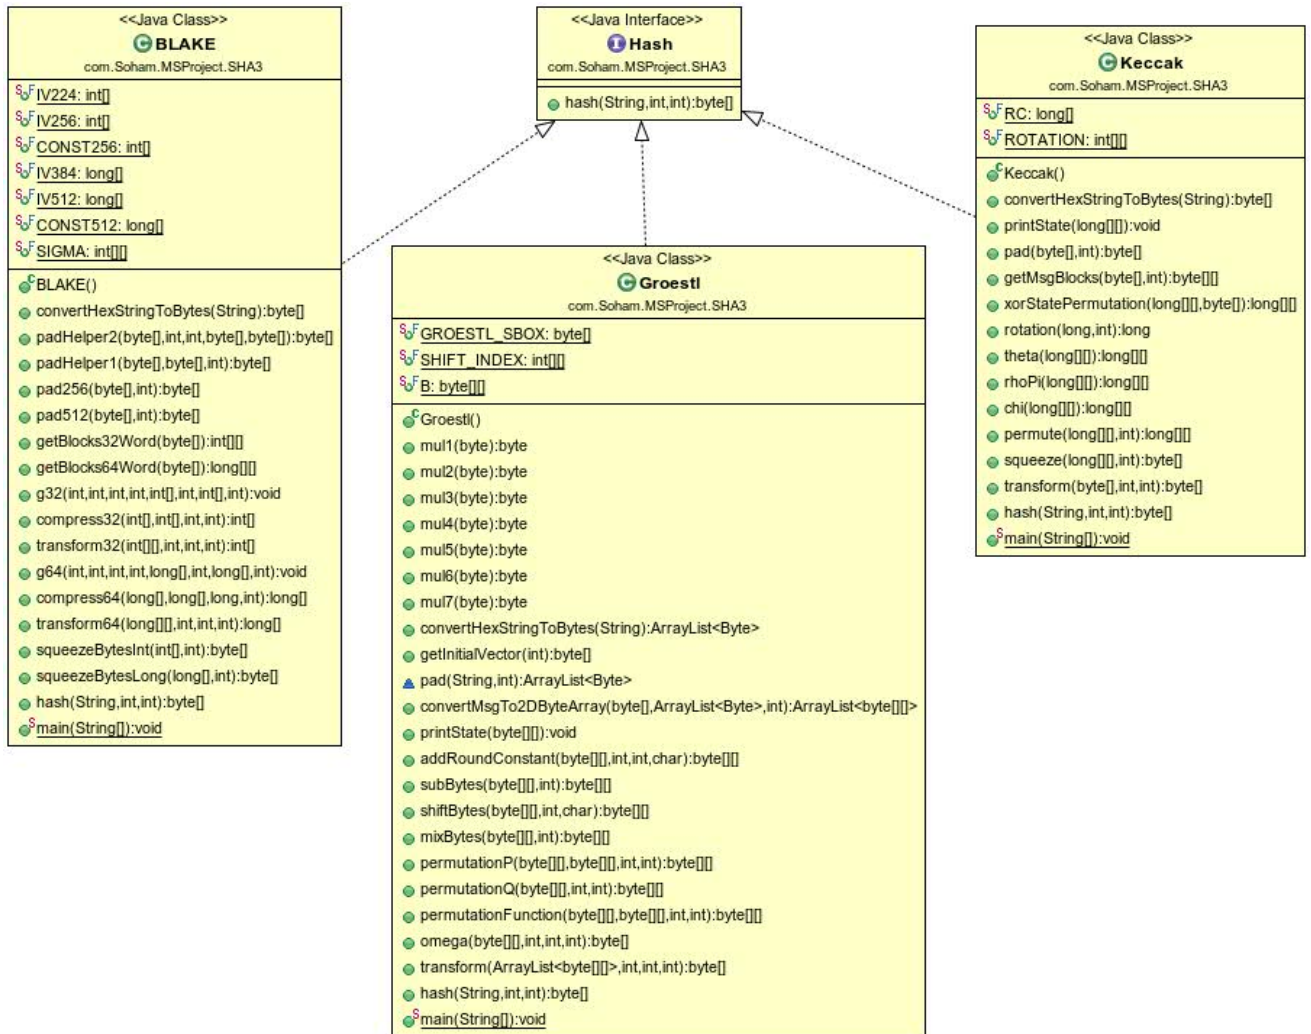 <<Java Class>>
BLAKE
com.Soham.MSProject.SHA3
IV224: int[]
IV256: int[]
CONST256: int[]
IV384: long[]
IV512: long[]
CONST512: long[]
SIGMA: int[][]
BLAKE()
convertHexStringToBytes(String):byte[]
padHelper2(byte[],int,int,byte[],byte[]):byte[]
padHelper1(byte[],byte[],int):byte[]
pad256(byte[],int):byte[]
pad512(byte[],int):byte[]
getBlocks32Word(byte[]):int[][]
getBlocks64Word(byte[]):long[][]
g32(int,int,int,int,int[],int,int[],int):void
compress32(int[],int[],int,int):int[]
transform32(int[][],int,int,int):int[]
g64(int,int,int,int,long[],int,long[],int):void
compress64(long[],long[],long,int):long[]
transform64(long[][],int,int,int):long[]
squeezeBytesInt(int[],int):byte[]
squeezeBytesLong(long[],int):byte[]
hash(String,int,int):byte[]
main(String[]):void
<<Java Interface>>
Hash
com.Soham.MSProject.SHA3
hash(String,int,int):byte[]
<<Java Class>>
Groestl
com.Soham.MSProject.SHA3
GROESTL_SBOX: byte[]
SHIFT_INDEX: int[][]
B: byte[][]
Groestl()
mul1(byte):byte
mul2(byte):byte
mul3(byte):byte
mul4(byte):byte
mul5(byte):byte
mul6(byte):byte
mul7(byte):byte
convertHexStringToBytes(String):ArrayList<Byte>
getInitialVector(int):byte[]
pad(String,int):ArrayList<Byte>
convertMsgTo2DByteArray(byte[],ArrayList<Byte>,int):ArrayList<byte[][]>
printState(byte[][]):void
addRoundConstant(byte[][],int,int,char):byte[][]
subBytes(byte[][],int):byte[][]
shiftBytes(byte[][],int,char):byte[][]
mixBytes(byte[][],int):byte[][]
permutationP(byte[][],byte[][],int,int):byte[][]
permutationQ(byte[][],int,int):byte[][]
permutationFunction(byte[][],byte[][],int,int):byte[][]
omega(byte[][],int,int,int):byte[]
transform(ArrayList<byte[][]>,int,int,int):byte[]
hash(String,int,int):byte[]
main(String[]):void
<<Java Class>>
Keccak
com.Soham.MSProject.SHA3
RC: long[]
ROTATION: int[][]
Keccak()
convertHexStringToBytes(String):byte[]
printState(long[][]):void
pad(byte[],int):byte[]
getMsgBlocks(byte[],int):byte[][]
xorStatePermutation(long[][],byte[]):long[][]
rotation(long,int):long
theta(long[][]):long[][]
rhoPi(long[][]):long[][]
chi(long[][]):long[][]
permute(long[][],int):long[][]
squeeze(long[][],int):byte[]
transform(byte[],int,int):byte[]
hash(String,int,int):byte[]
main(String[]):void